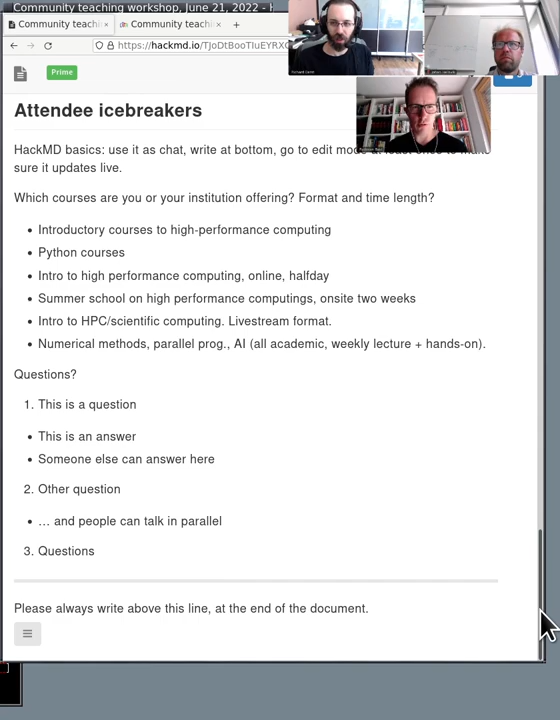 Community teaching workshop, June 21, 2022 -
Community teachi
Community teachin
https://hackmd.io/TJoDtBooTIuEYRX
Prime
Attendee icebreakers
HackMD basics: use it as chat, write at bottom, go to edit mode at least once to make
sure it updates live.
Which courses are you or your institution offering? Format and time length?
Introductory courses to high-performance computing
Python courses
Intro to high performance computing, online, halfday
Summer school on high performance computings, onsite two weeks
Intro to HPC/scientific computing. Livestream format.
Numerical methods, parallel prog., AI (all academic, weekly lecture + hands-on).
Questions?
1. This is a question
This is an answer
Someone else can answer here
2. Other question
… and people can talk in parallel
3. Questions
Please always write above this line, at the end of the document.